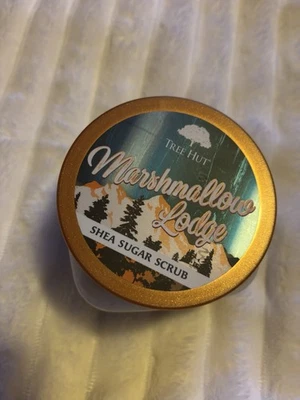 TREE HUT
Marshmallow
Lodge
SHEA SUGAR SCRUB